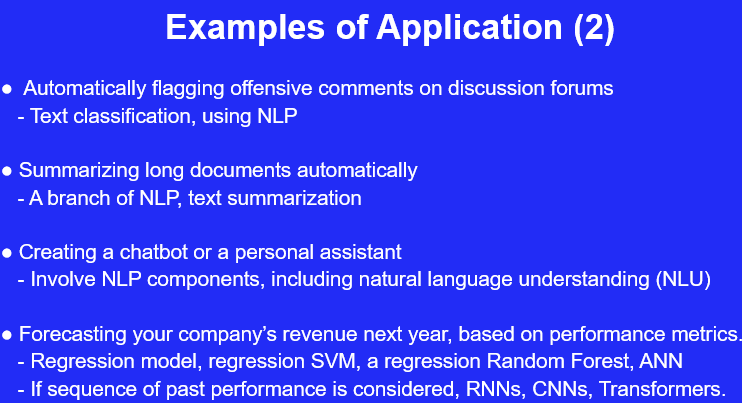 Examples of Application (2)
● Automatically flagging offensive comments on discussion forums
- Text classification, using NLP
● Summarizing long documents automatically
- A branch of NLP, text summarization
● Creating a chatbot or a personal assistant
- Involve NLP components, including natural language understanding (NLU)
● Forecasting your company’s revenue next year, based on performance metrics.
- Regression model, regression SVM, a regression Random Forest, ANN
- If sequence of past performance is considered, RNNs, CNNs, Transformers.